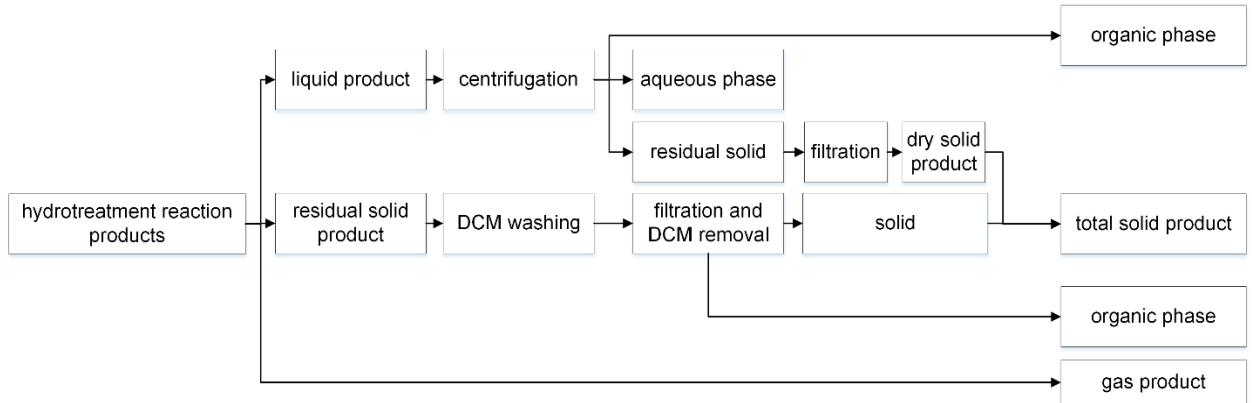 organic phase
liquid product
centrifugation
aqueous phase
residual solid
filtration
dry solid
product
hydrotreatment reaction
products
residual solid
product
DCM washing
filtration and
DCM removal
solid
total solid product
organic phase
gas product